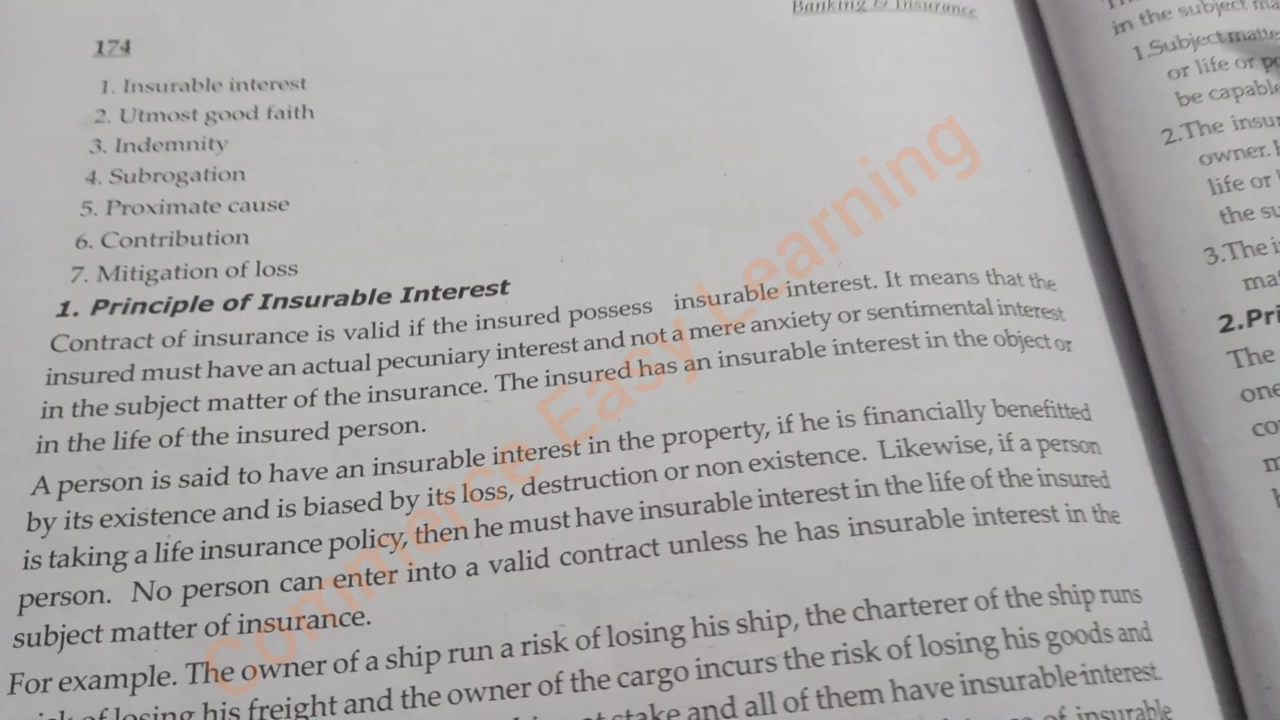 Banking & Insurance
174
1. Insurable interest
2. Utmost good faith
3. Indemnity
4. Subrogation
5. Proximate cause
6. Contribution
7. Mitigation of loss
1. Principle of Insurable Interest
Contract of insurance is valid if the insured possess insurable interest. It means that the
insured must have an actual pecuniary interest and not a mere anxiety or sentimental interest
in the subject matter of the insurance. The insured has an insurable interest in the object or
in the life of the insured person.
A person is said to have an insurable interest in the property, if he is financially benefitted
by its existence and is biased by its loss, destruction or non existence. Likewise, if a person
is taking a life insurance policy, then he must have insurable interest in the life of the insured
person. No person can enter into a valid contract unless he has insurable interest in the
subject matter of insurance.
For example. The owner of a ship run a risk of losing his ship, the charterer of the ship runs
of losing his freight and the owner of the cargo incurs the risk of losing his goods and
stake and all of them have insurable interest.
of insurable
Commerce Easy Learning
in the subject
1.Subject
or life or
be capable
2.The
owner.
life or
the
3.The
2.
The